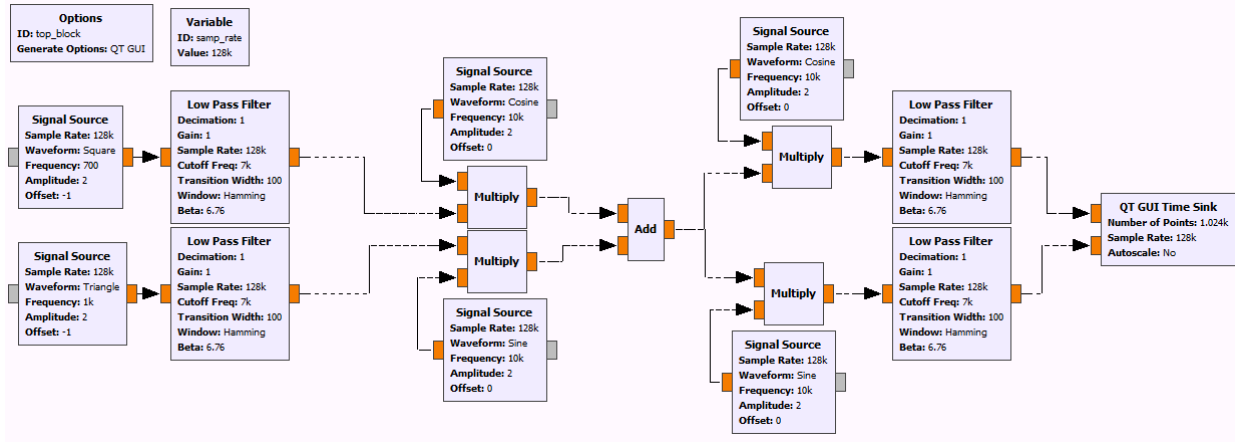 Options
ID: top_block
Generate Options: QT GUI
Variable
ID: samp_rate
Value: 128k
Signal Source
Sample Rate: 128k
Waveform: Square
Frequency: 700
Amplitude: 2
Offset: -1
Low Pass Filter
Decimation: 1
Gain: 1
Sample Rate: 128k
Cutoff Freq: 7k
Transition Width: 100
Window: Hamming
Beta: 6.76
Signal Source
Sample Rate: 128k
Waveform: Triangle
Frequency: 1k
Amplitude: 2
Offset: -1
Low Pass Filter
Decimation: 1
Gain: 1
Sample Rate: 128k
Cutoff Freq: 7k
Transition Width: 100
Window: Hamming
Beta: 6.76
Signal Source
Sample Rate: 128k
Waveform: Cosine
Frequency: 10k
Amplitude: 2
Offset: 0
Multiply
Multiply
Signal Source
Sample Rate: 128k
Waveform: Sine
Frequency: 10k
Amplitude: 2
Offset: 0
Add
Signal Source
Sample Rate: 128k
Waveform: Cosine
Frequency: 10k
Amplitude: 2
Offset: 0
Multiply
Multiply
Signal Source
Sample Rate: 128k
Waveform: Sine
Frequency: 10k
Amplitude: 2
Offset: 0
Low Pass Filter
Decimation: 1
Gain: 1
Sample Rate: 128k
Cutoff Freq: 7k
Transition Width: 100
Window: Hamming
Beta: 6.76
Low Pass Filter
Decimation: 1
Gain: 1
Sample Rate: 128k
Cutoff Freq: 7k
Transition Width: 100
Window: Hamming
Beta: 6.76
QT GUI Time Sink
Number of Points: 1.024k
Sample Rate: 128k
Autoscale: No